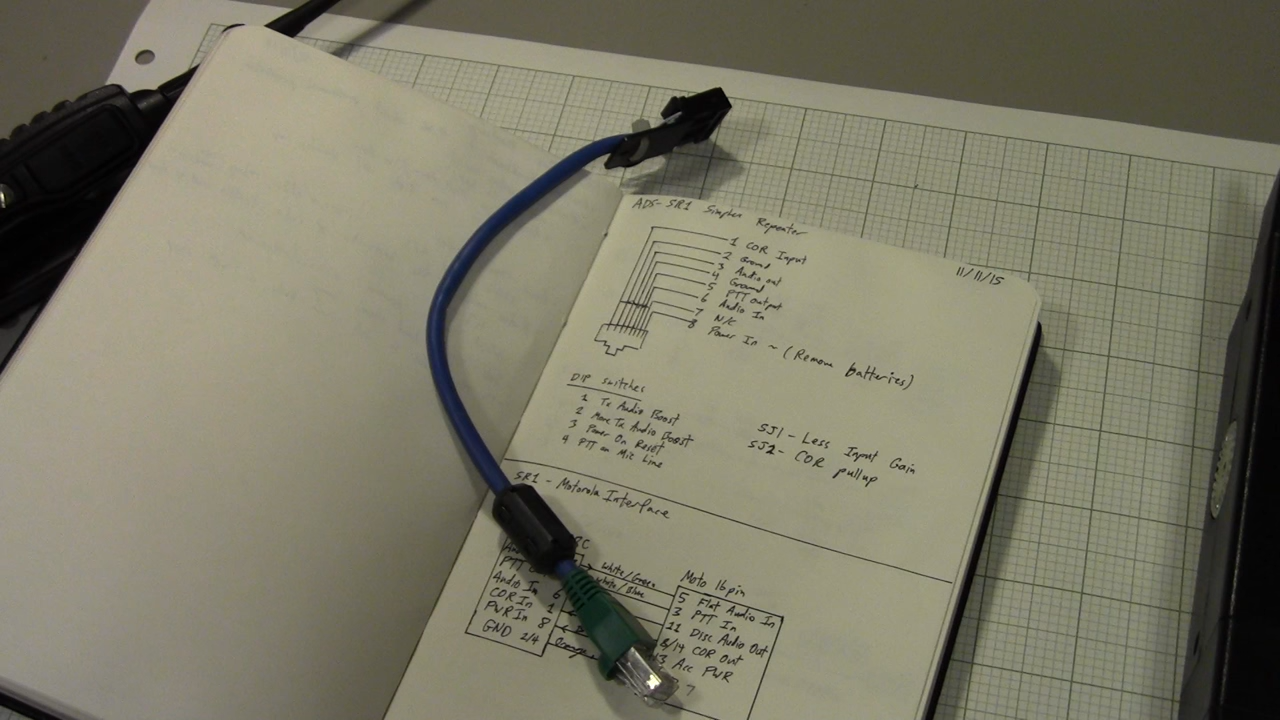 ADS-SR1 Simplex Repeater
11/11/15
1 COR Input
2 Ground
3 Audio out
4 Ground
5 PTT output
6 Audio In
7 N/C
8 Power In ~ (Remove batteries)
DIP switches
1 Tx Audio Boost
2 More Tx Audio Boost
3 Power On Reset
4 PTT on Mic Line
SJ1 - Less Input Gain
SJ2 - COR pullup
SR1 - Motorola Interface
Moto 16pin
White/Green
5 Flat Audio In
PTT
White/Blue
3 PTT In
Audio In 6
11 Disc Audio Out
COR In 1
8/14 COR Out
PWR In 8
13 Acc PWR
GND 2/4
Orange
7